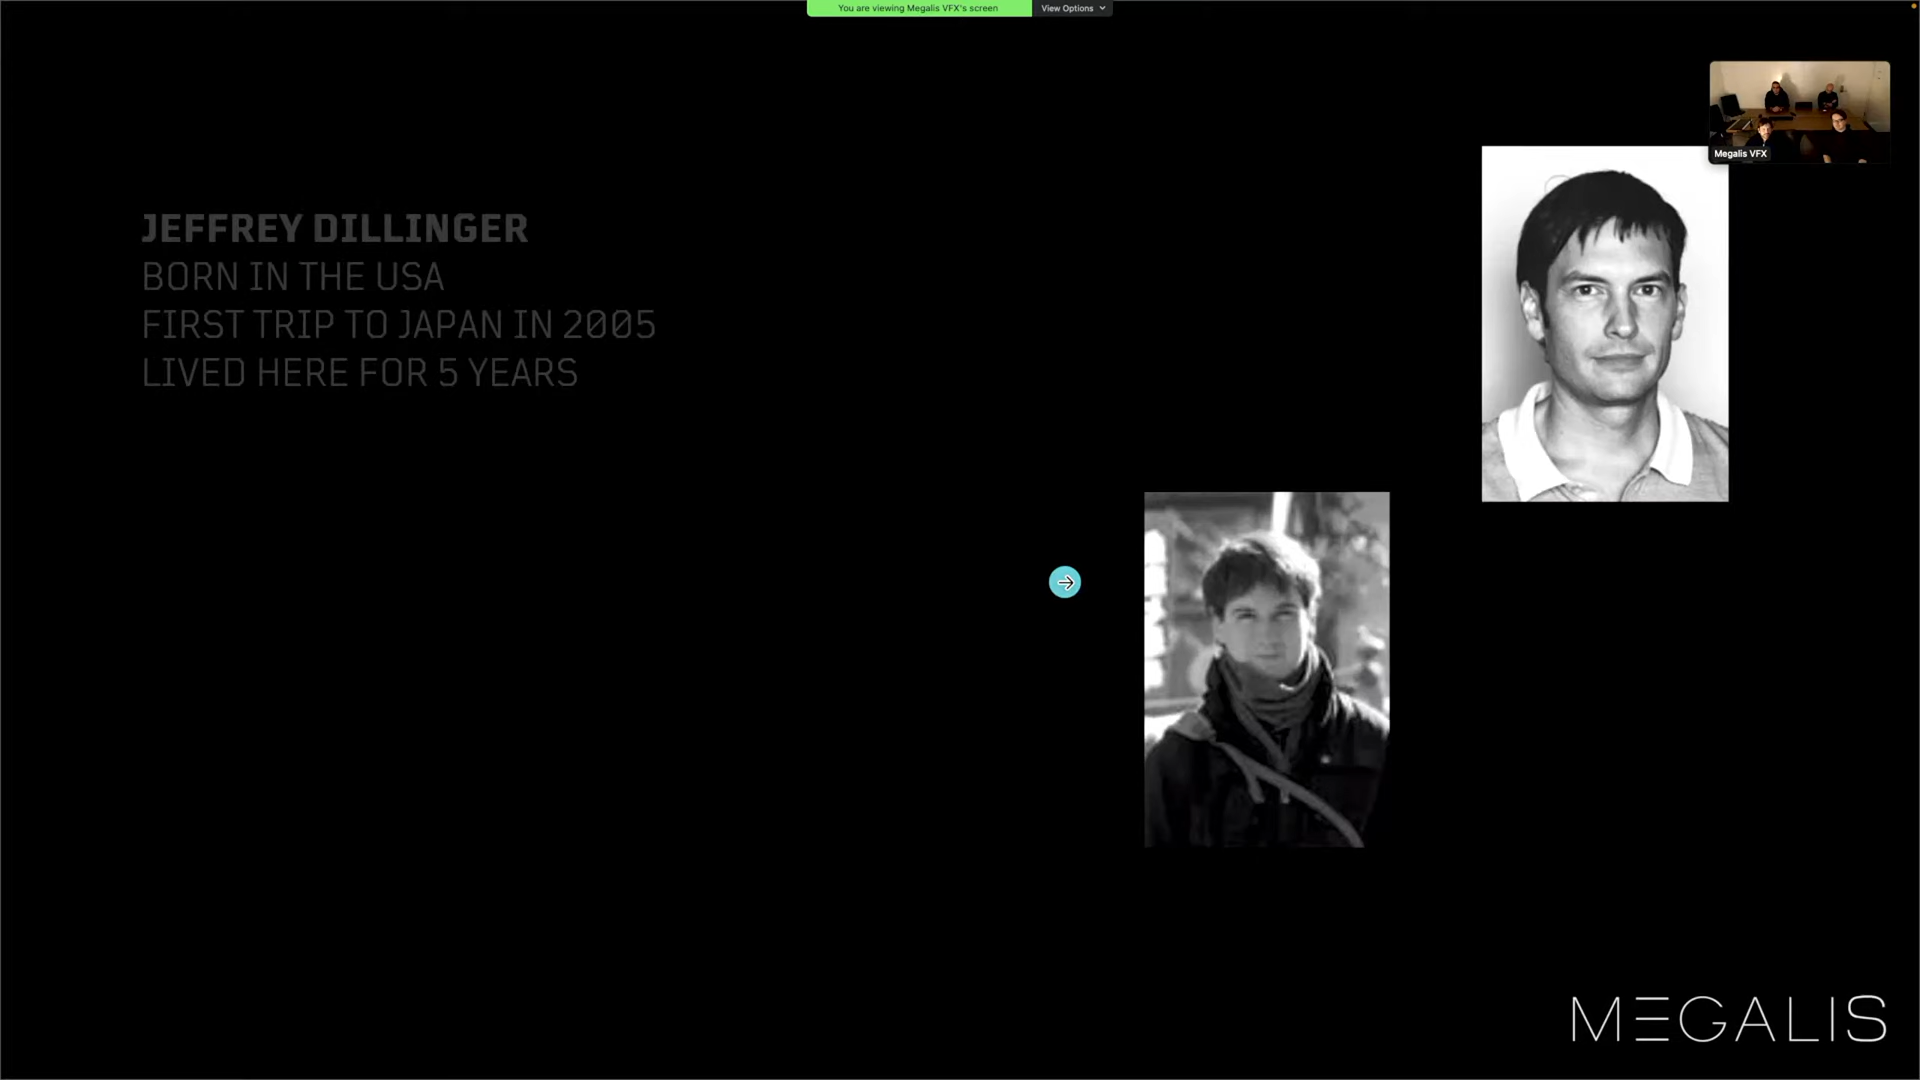 You are viewing Megalis VFX's screen
View Options
Megalis VFX
JEFFREY DILLINGER
BORN IN THE USA
FIRST TRIP TO JAPAN IN 2005
LIVED HERE FOR 5 YEARS
MEGALIS